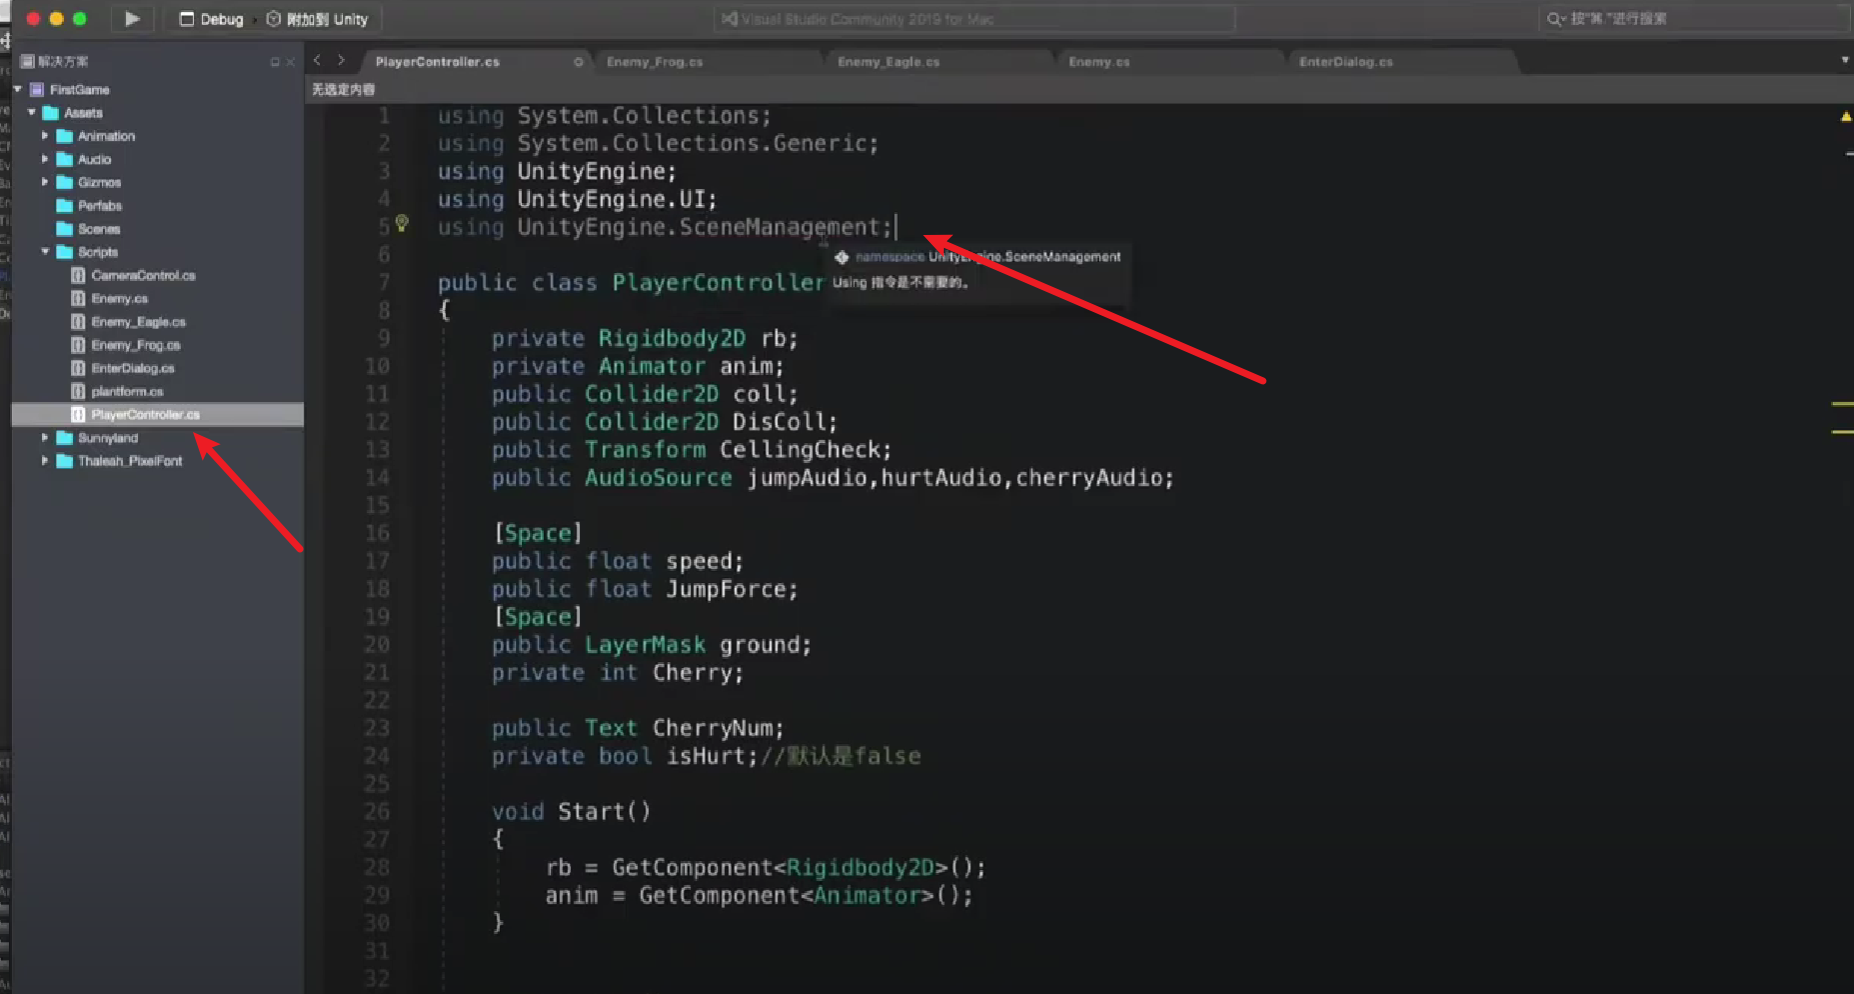 Debug 附加到 Unity
Visual Studio Community 2019 for Mac
按"⌘."进行搜索
解决方案
PlayerController.cs
Enemy_Frog.cs
Enemy_Eagle.cs
Enemy.cs
EnterDialog.cs
无选定内容
FirstGame
Assets
Animation
Audio
Gizmos
Perfabs
Scenes
Scripts
CameraControl.cs
Enemy.cs
Enemy_Eagle.cs
Enemy_Frog.cs
EnterDialog.cs
plantform.cs
PlayerController.cs
Sunnyland
Thaleah_PixelFont
1 using System.Collections;
2 using System.Collections.Generic;
3 using UnityEngine;
4 using UnityEngine.UI;
5 using UnityEngine.SceneManagement;
6
namespace UnityEngine.SceneManagement
Using 指令是不需要的。
7 public class PlayerController
8 {
9 private Rigidbody2D rb;
10 private Animator anim;
11 public Collider2D coll;
12 public Collider2D DisColl;
13 public Transform CellingCheck;
14 public AudioSource jumpAudio,hurtAudio,cherryAudio;
15
16 [Space]
17 public float speed;
18 public float JumpForce;
19 [Space]
20 public LayerMask ground;
21 private int Cherry;
22
23 public Text CherryNum;
24 private bool isHurt;//默认是false
25
26 void Start()
27 {
28 rb = GetComponent<Rigidbody2D>();
29 anim = GetComponent<Animator>();
30 }
31
32